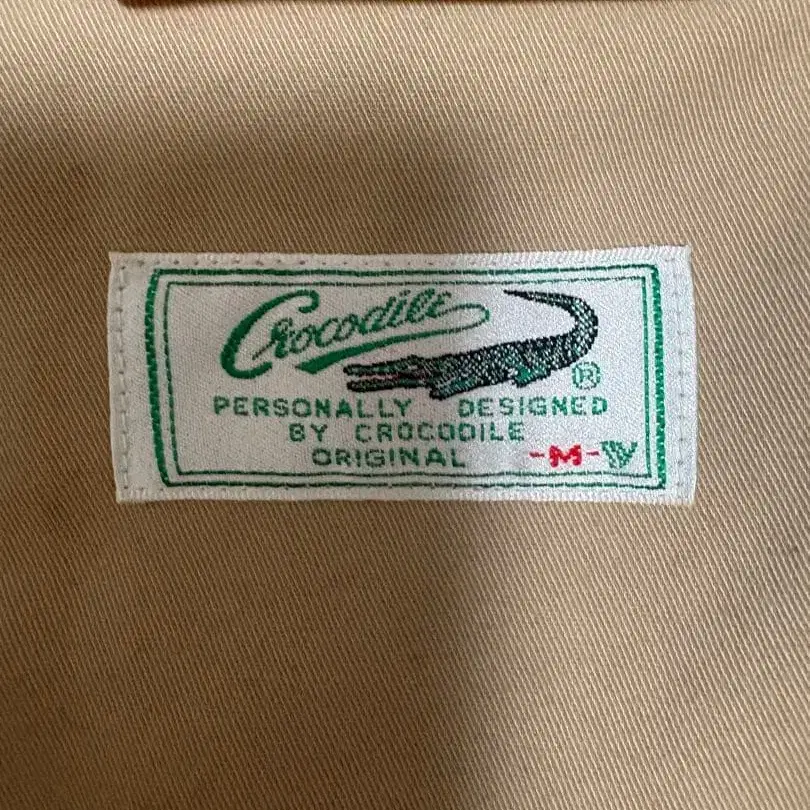 Crocodile
®
PERSONALLY DESIGNED
BY CROCODILE
ORIGINAL -M-